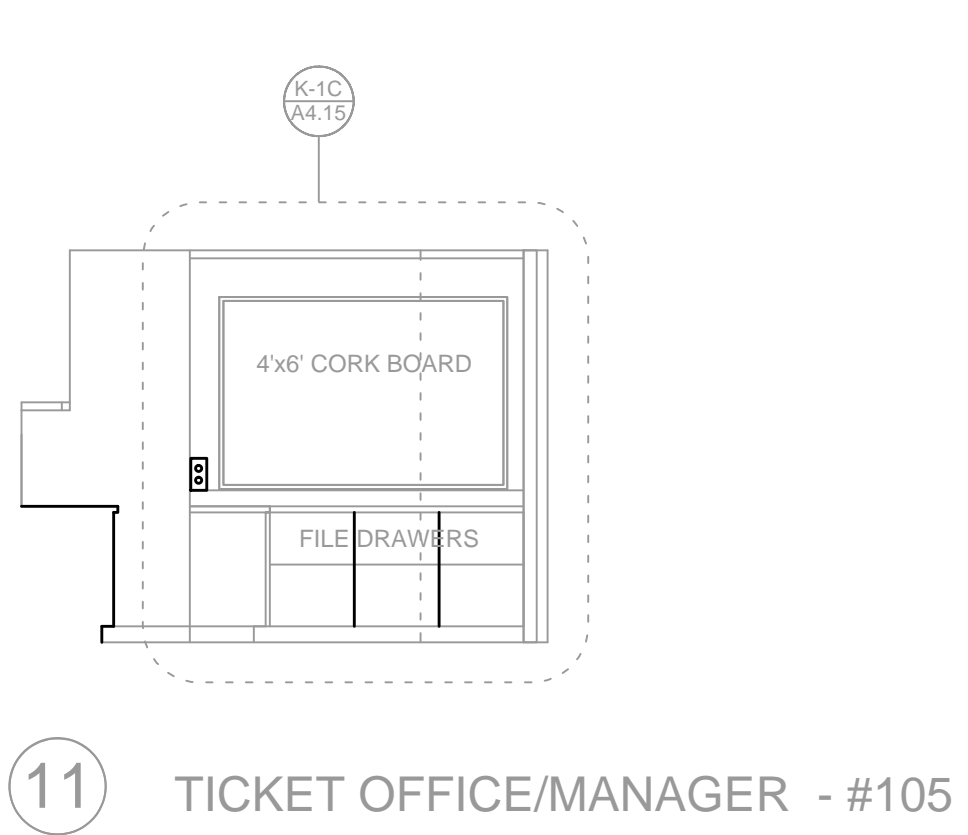 K-1C
A4.15
4'x6' CORK BOARD
FILE DRAWERS
11 TICKET OFFICE/MANAGER - #105